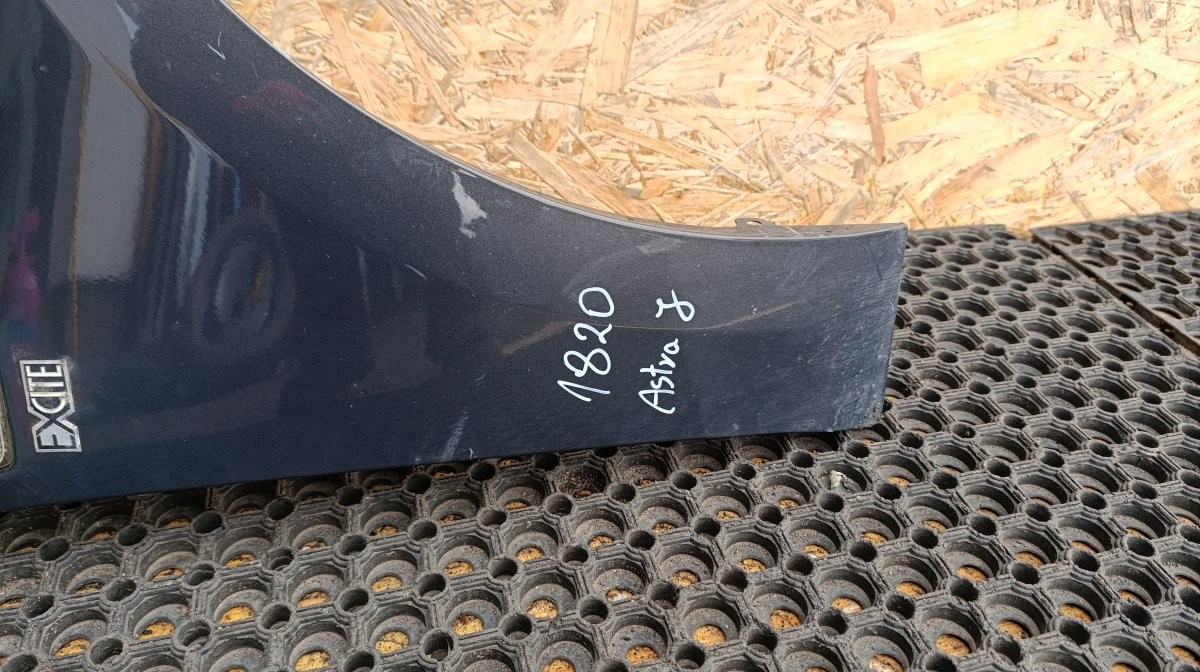 EXCITE
1820
Astra J